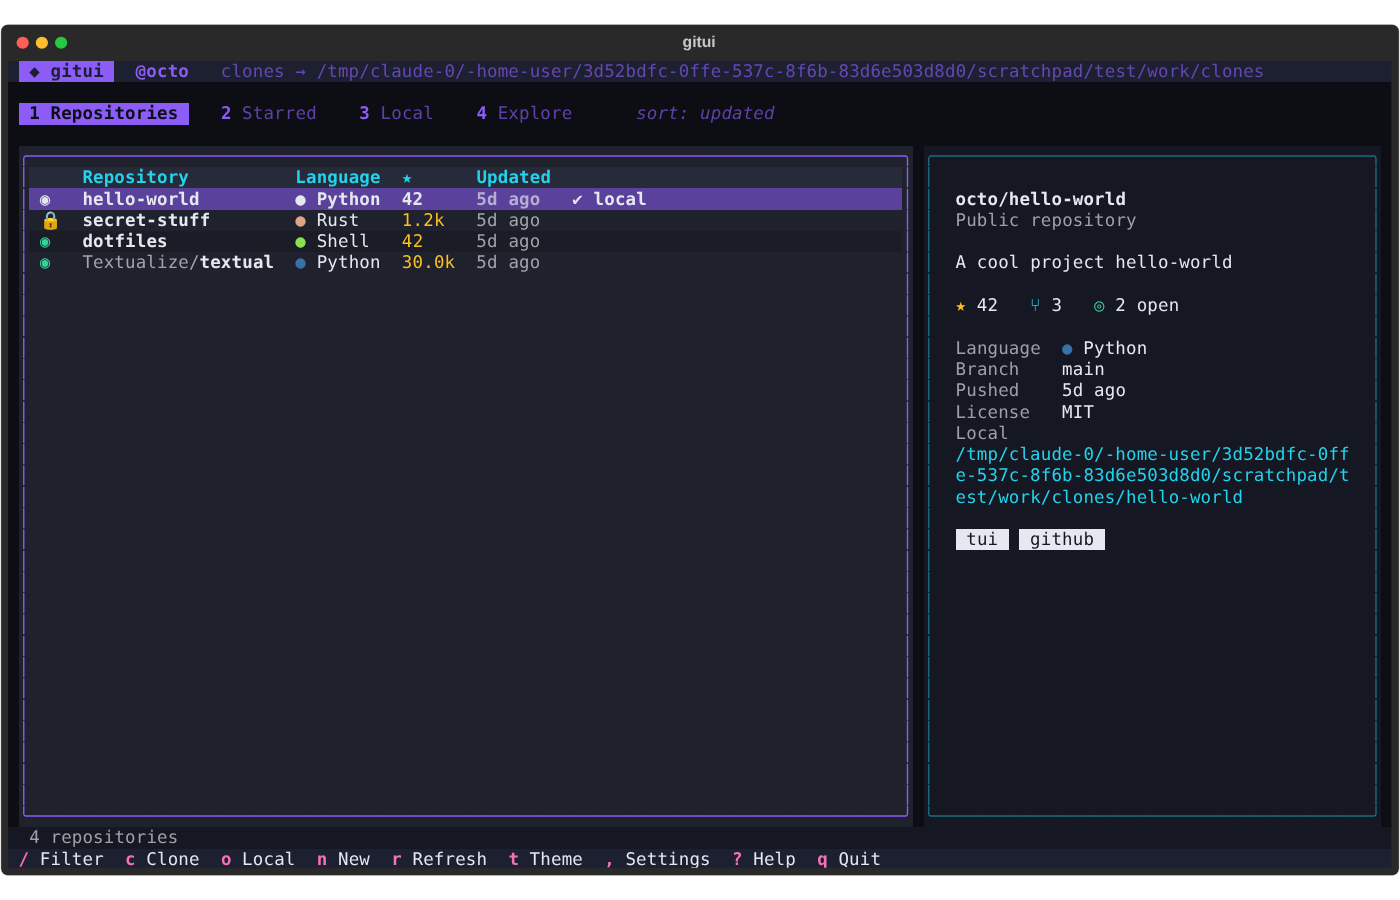 gitui
◆ gitui @octo clones → /tmp/claude-0/-home-user/3d52bdfc-0ffe-537c-8f6b-83d6e503d8d0/scratchpad/test/work/clones
1 Repositories 2 Starred 3 Local 4 Explore sort: updated
Repository Language ★ Updated
◉ hello-world ● Python 42 5d ago ✔ local
🔒 secret-stuff ● Rust 1.2k 5d ago
◉ dotfiles ● Shell 42 5d ago
◉ Textualize/textual ● Python 30.0k 5d ago
octo/hello-world
Public repository
A cool project hello-world
★ 42 ⑂ 3 ◎ 2 open
Language ● Python
Branch main
Pushed 5d ago
License MIT
Local
/tmp/claude-0/-home-user/3d52bdfc-0ff
e-537c-8f6b-83d6e503d8d0/scratchpad/t
est/work/clones/hello-world
tui github
4 repositories
/ Filter c Clone o Local n New r Refresh t Theme , Settings ? Help q Quit